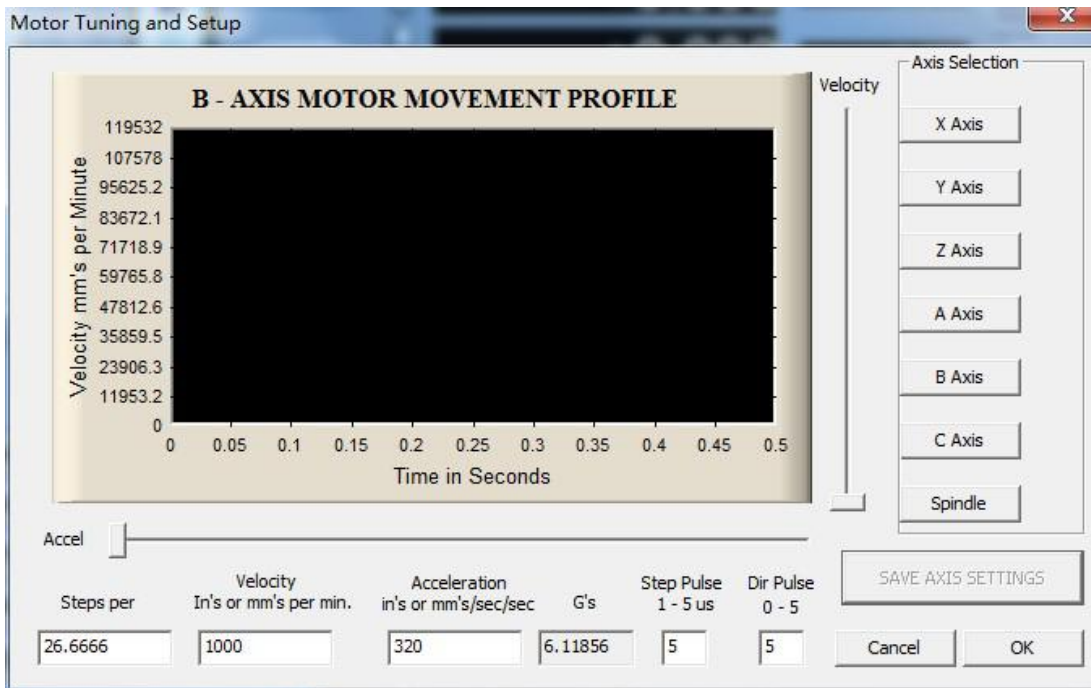 Motor Tuning and Setup
Axis Selection
Velocity
B - AXIS MOTOR MOVEMENT PROFILE
Velocity mm's per Minute
119532
107578
95625.2
83672.1
71718.9
59765.8
47812.6
35859.5
23906.3
11953.2
0
0 0.05 0.1 0.15 0.2 0.25 0.3 0.35 0.4 0.45 0.5
Time in Seconds
X Axis
Y Axis
Z Axis
A Axis
B Axis
C Axis
Spindle
Accel
Steps per
Velocity
In's or mm's per min.
Acceleration
in's or mm's/sec/sec
G's
Step Pulse
1 - 5 us
Dir Pulse
0 - 5
SAVE AXIS SETTINGS
26.6666 1000 320 6.11856 5 5
Cancel OK